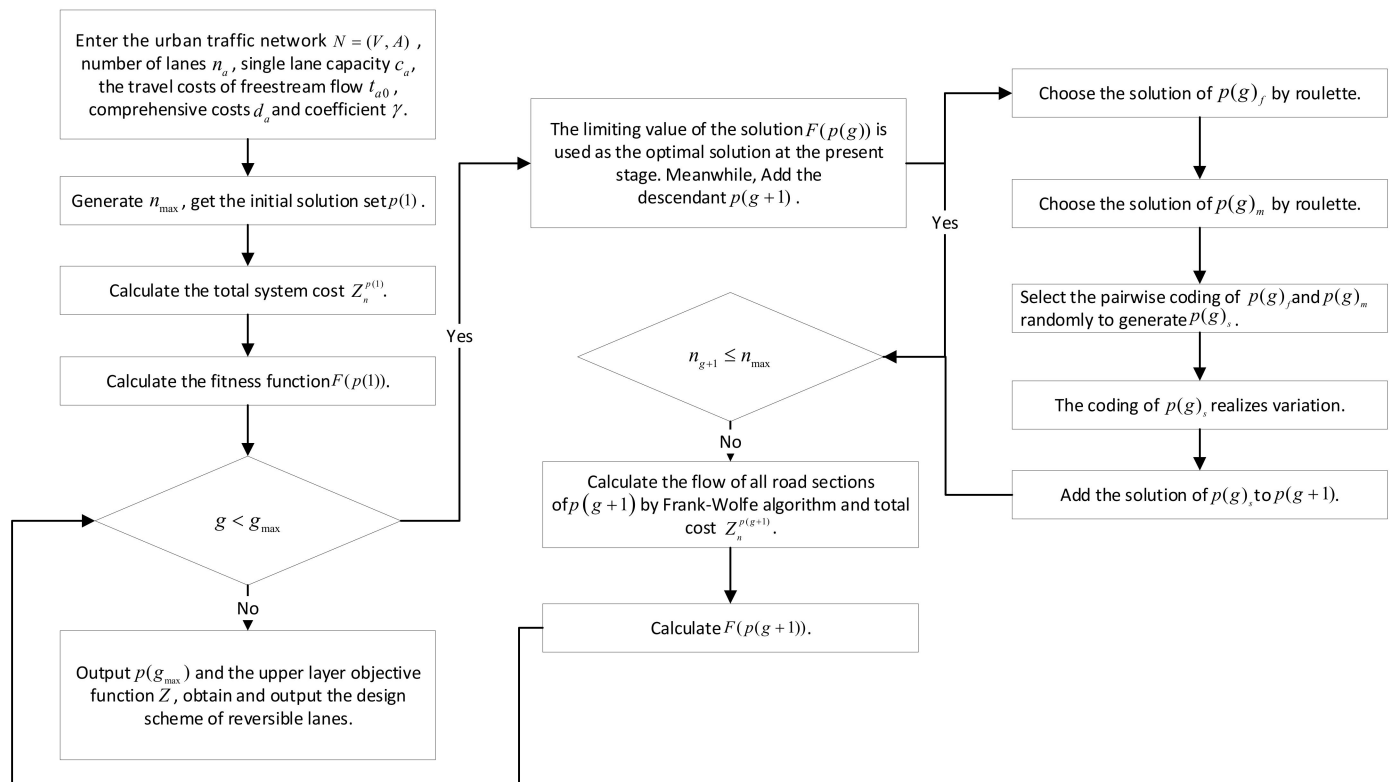 Enter the urban traffic network N = (V, A) ,
number of lanes n_a , single lane capacity c_a,
the travel costs of freestream flow t_{a0} ,
comprehensive costs d_a and coefficient γ.
Generate n_max , get the initial solution set p(1) .
Calculate the total system cost Z_n^{p(1)}.
Calculate the fitness function F(p(1)).
g < g_max
No
Output p(g_max) and the upper layer objective
function Z , obtain and output the design
scheme of reversible lanes.
Yes
The limiting value of the solution F(p(g)) is
used as the optimal solution at the present
stage. Meanwhile, Add the
descendant p(g+1) .
Yes
n_{g+1} ≤ n_max
No
Calculate the flow of all road sections
of p(g+1) by Frank-Wolfe algorithm and total
cost Z_n^{p(g+1)}.
Calculate F(p(g+1)).
Choose the solution of p(g)_f by roulette.
Choose the solution of p(g)_m by roulette.
Select the pairwise coding of p(g)_f and p(g)_m
randomly to generate p(g)_s .
The coding of p(g)_s realizes variation.
Add the solution of p(g)_s to p(g+1).